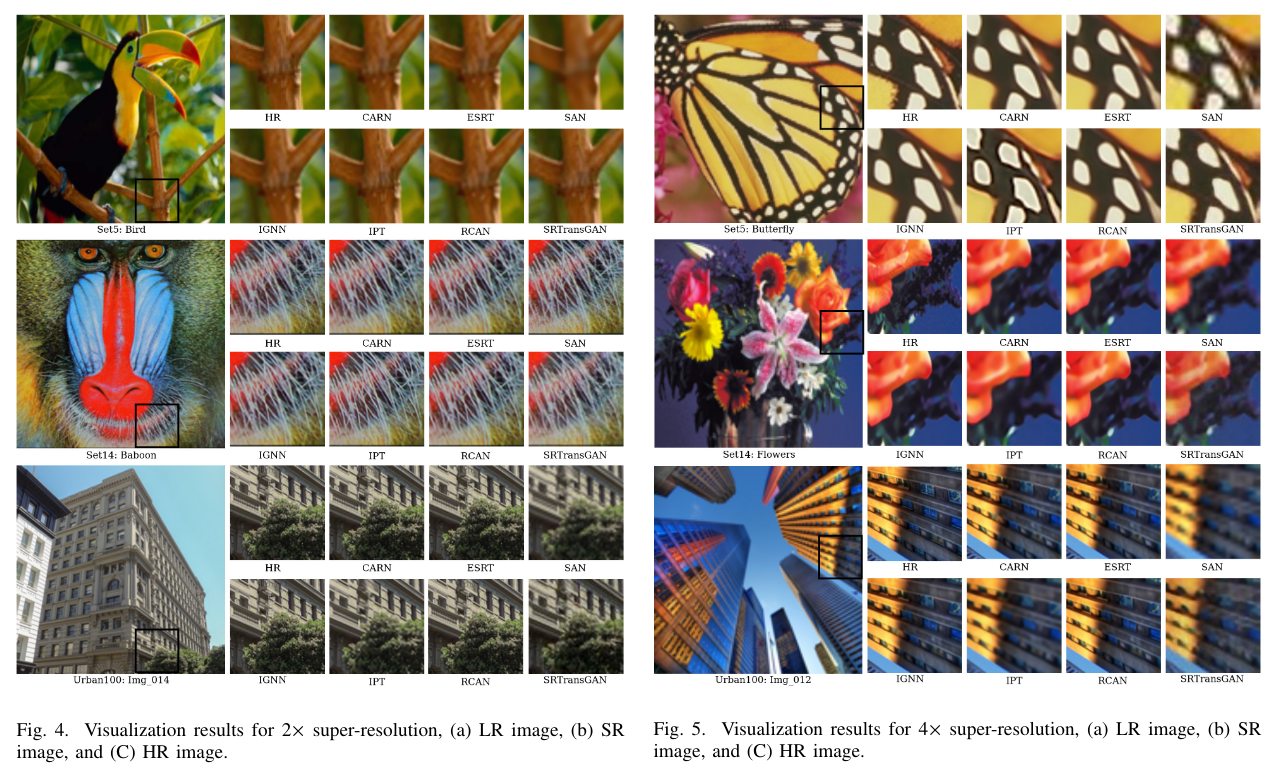 HR CARN ESRT SAN
IGNN IPT RCAN SRTransGAN
Set5: Bird
HR CARN ESRT SAN
IGNN IPT RCAN SRTransGAN
Set14: Baboon
HR CARN ESRT SAN
IGNN IPT RCAN SRTransGAN
Urban100: Img_014
Fig. 4. Visualization results for 2× super-resolution, (a) LR image, (b) SR
image, and (C) HR image.
HR CARN ESRT SAN
IGNN IPT RCAN SRTransGAN
Set5: Butterfly
HR CARN ESRT SAN
IGNN IPT RCAN SRTransGAN
Set14: Flowers
HR CARN ESRT SAN
IGNN IPT RCAN SRTransGAN
Urban100: Img_012
Fig. 5. Visualization results for 4× super-resolution, (a) LR image, (b) SR
image, and (C) HR image.